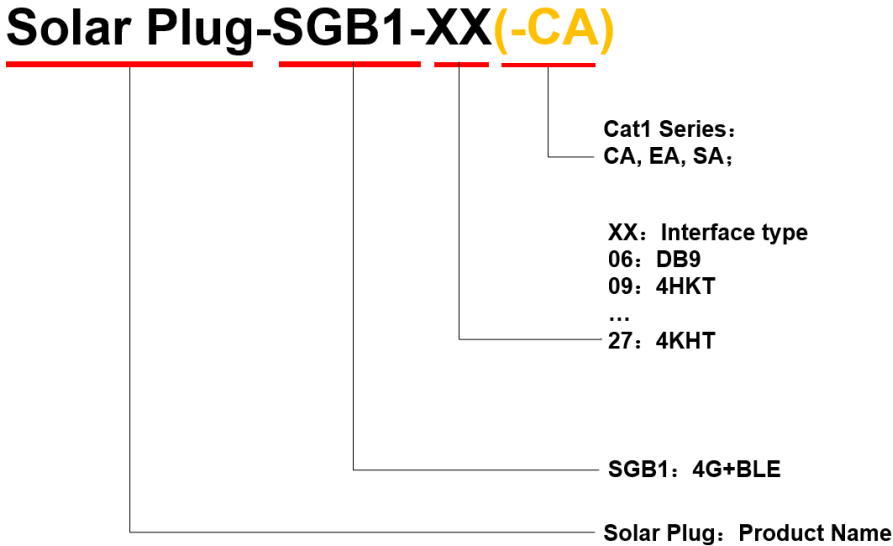 Solar Plug-SGB1-XX(-CA)
Cat1 Series：
CA, EA, SA；
XX：Interface type
06：DB9
09：4HKT
...
27：4KHT
SGB1：4G+BLE
Solar Plug：Product Name